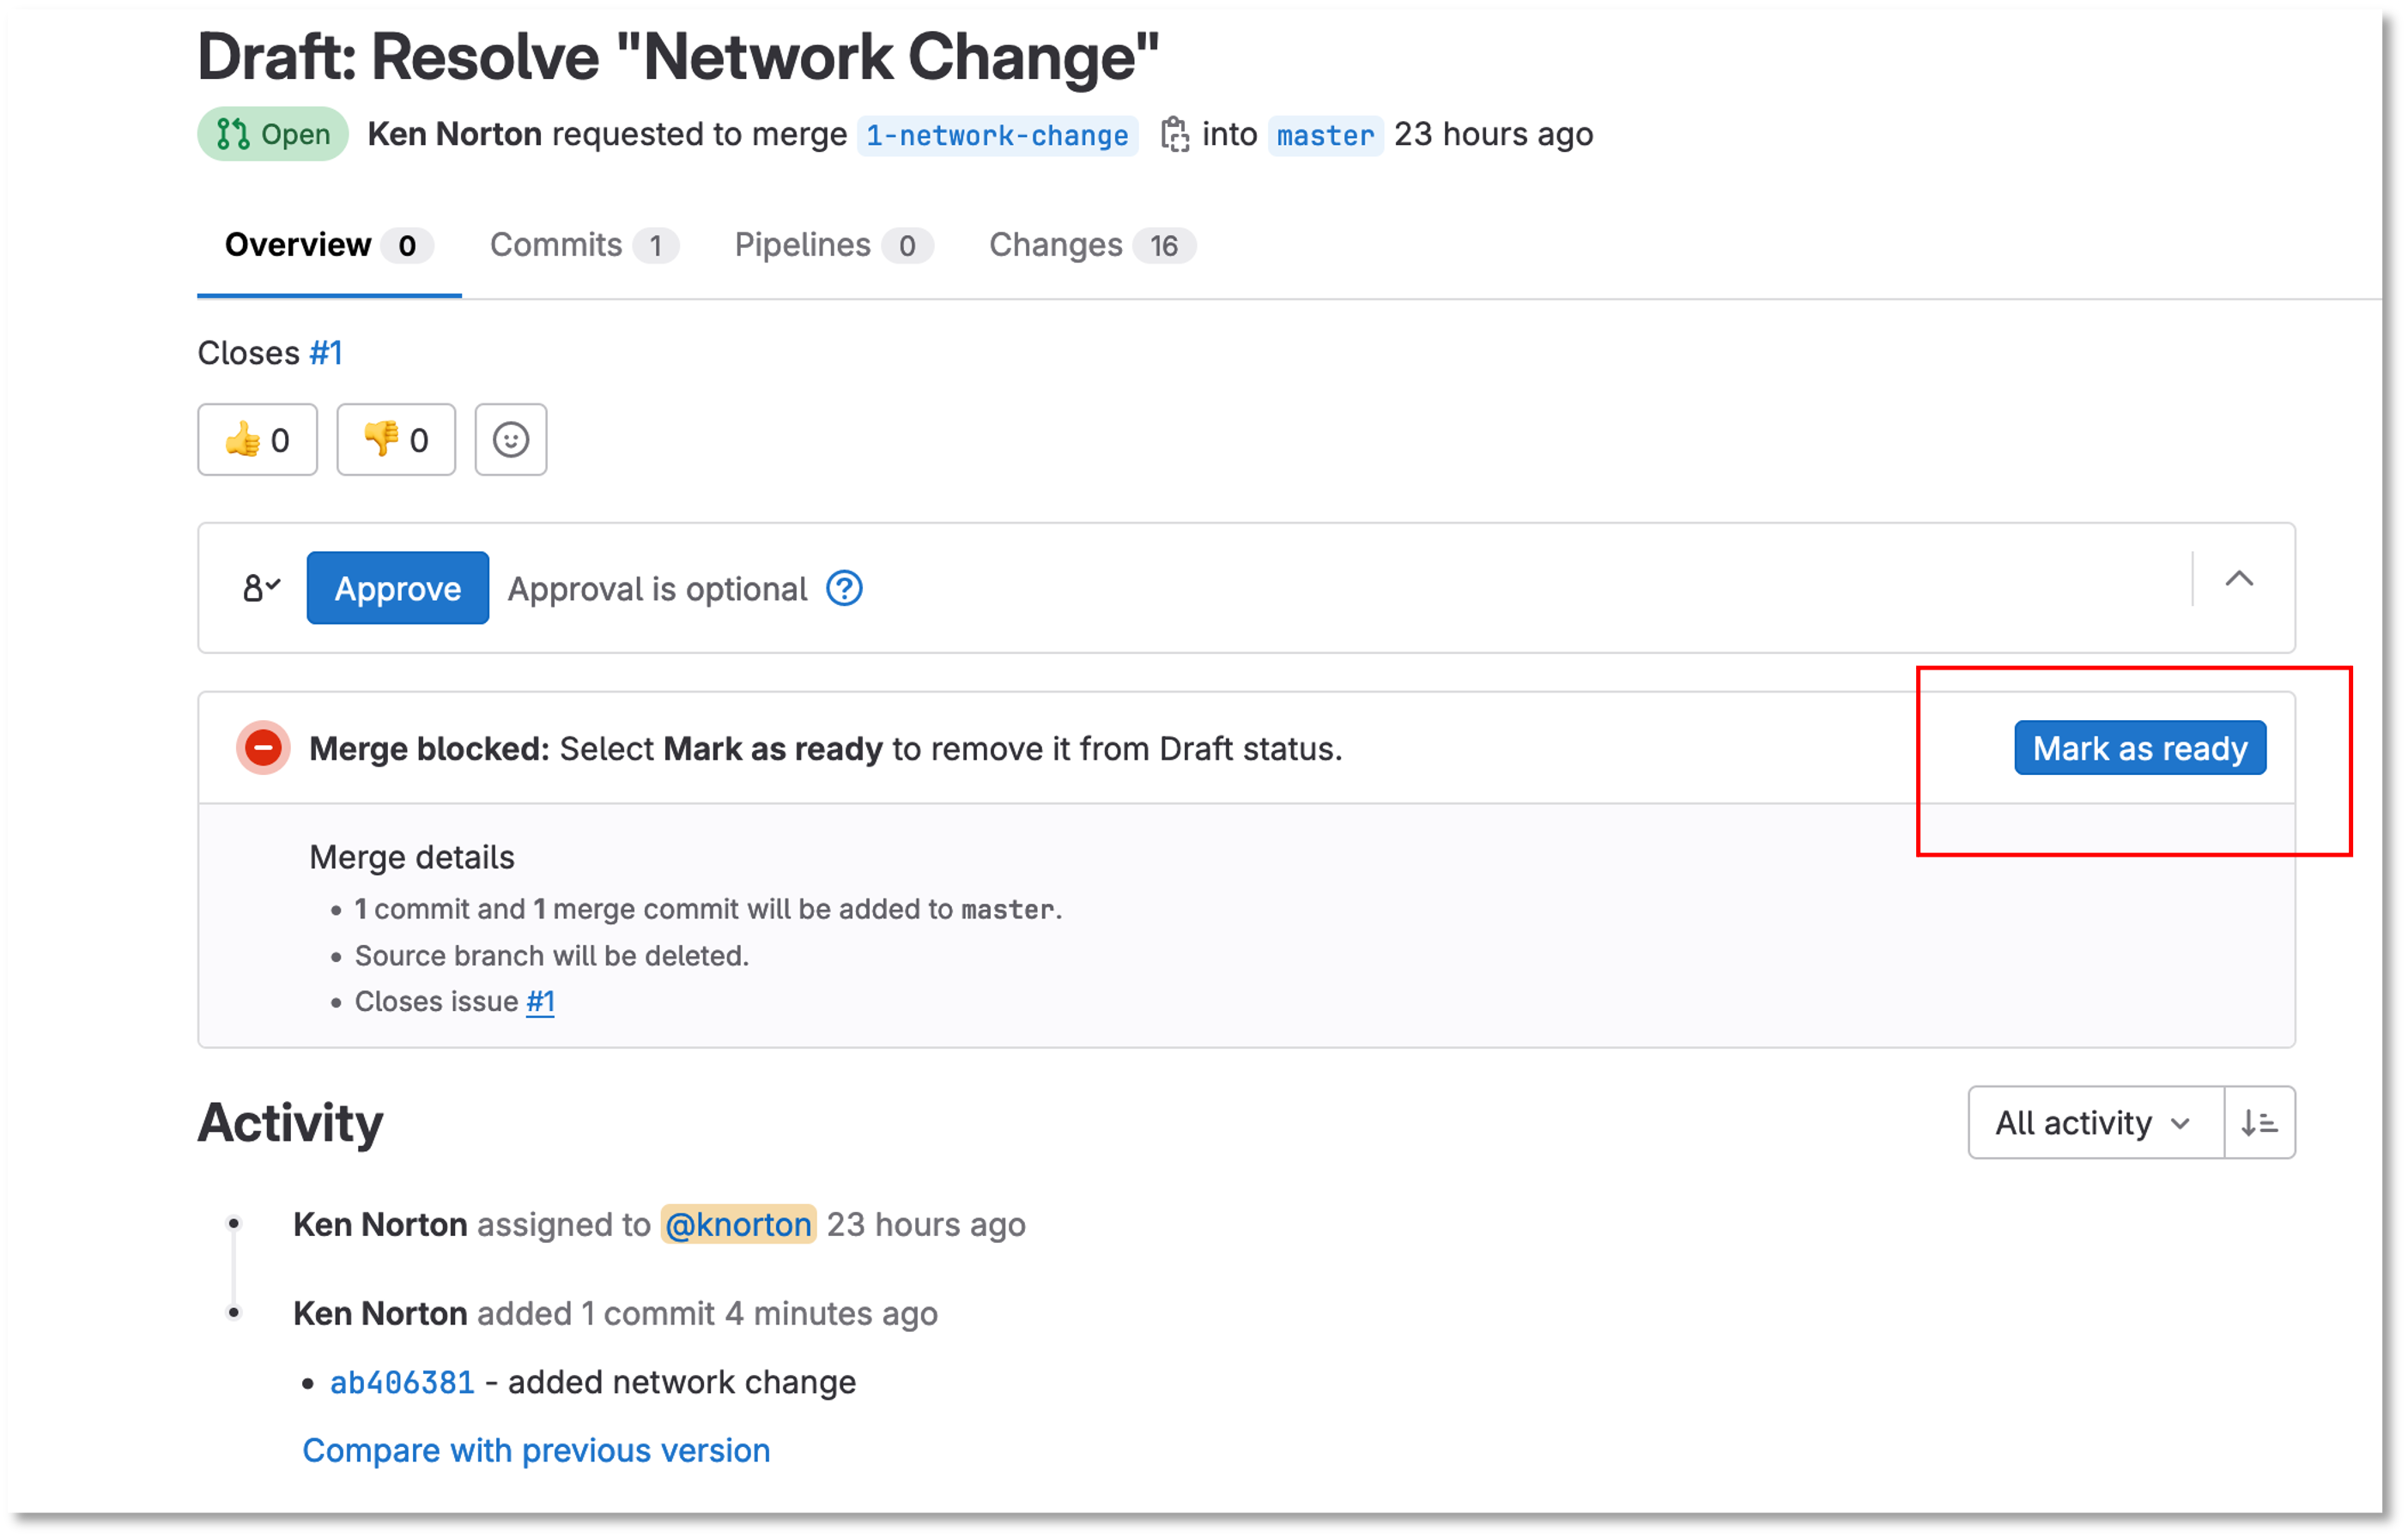 Draft: Resolve "Network Change"
Open Ken Norton requested to merge 1-network-change into master 23 hours ago
Overview 0 Commits 1 Pipelines 0 Changes 16
Closes #1
👍 0 👎 0
Approve Approval is optional ?
Merge blocked: Select Mark as ready to remove it from Draft status. Mark as ready
Merge details
• 1 commit and 1 merge commit will be added to master.
• Source branch will be deleted.
• Closes issue #1
Activity All activity
Ken Norton assigned to @knorton 23 hours ago
Ken Norton added 1 commit 4 minutes ago
• ab406381 - added network change
Compare with previous version